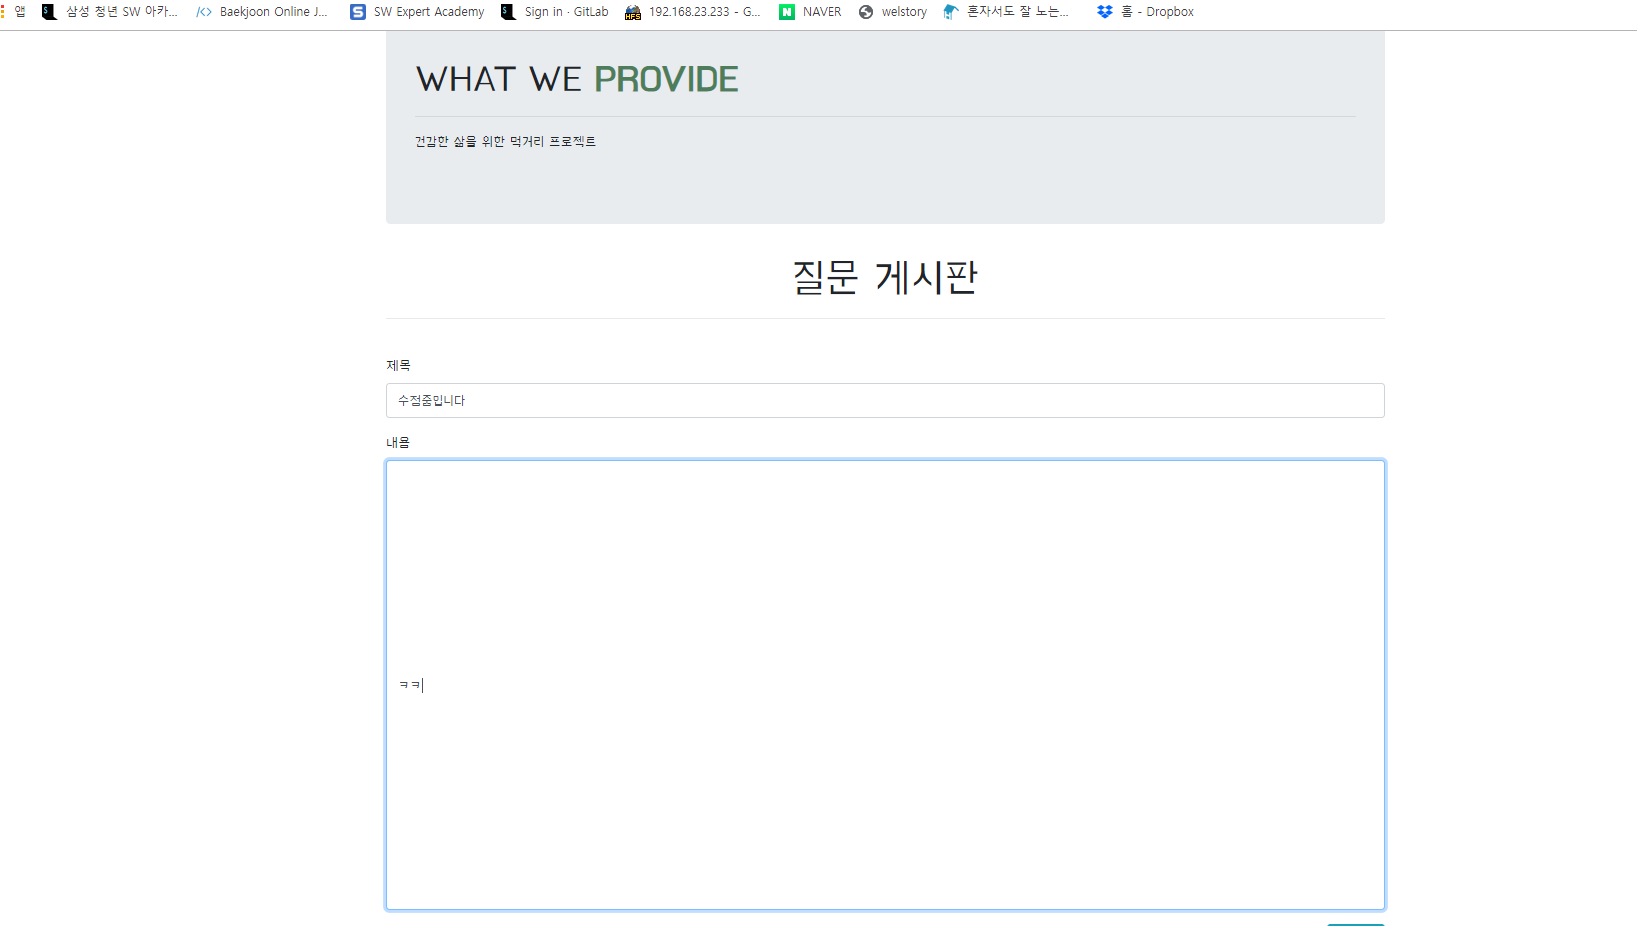 앱 삼성 청년 SW 아카... Baekjoon Online J... SW Expert Academy Sign in · GitLab 192.168.23.233 - G... NAVER welstory 혼자서도 잘 노는... 홈 - Dropbox
WHAT WE PROVIDE
건강한 삶을 위한 먹거리 프로젝트
질문 게시판
제목
수정중입니다
내용
ㅋㅋ